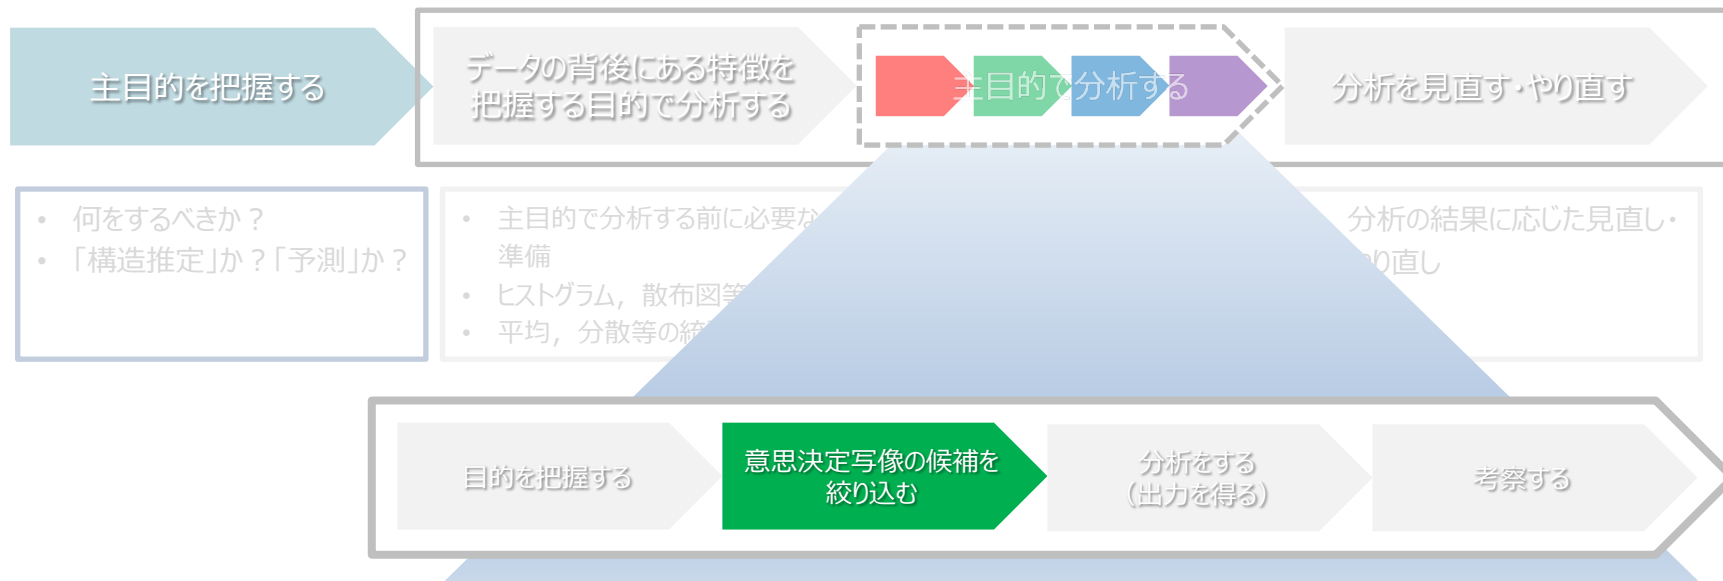 主目的を把握する
データの背後にある特徴を
把握する目的で分析する
主目的で分析する
分析を見直す・やり直す
• 何をするべきか？
• 「構造推定」か？「予測」か？
• 主目的で分析する前に必要な
準備
• ヒストグラム，散布図等
• 平均，分散等の統
分析の結果に応じた見直し・
やり直し
目的を把握する
意思決定写像の候補を
絞り込む
分析をする
（出力を得る）
考察する